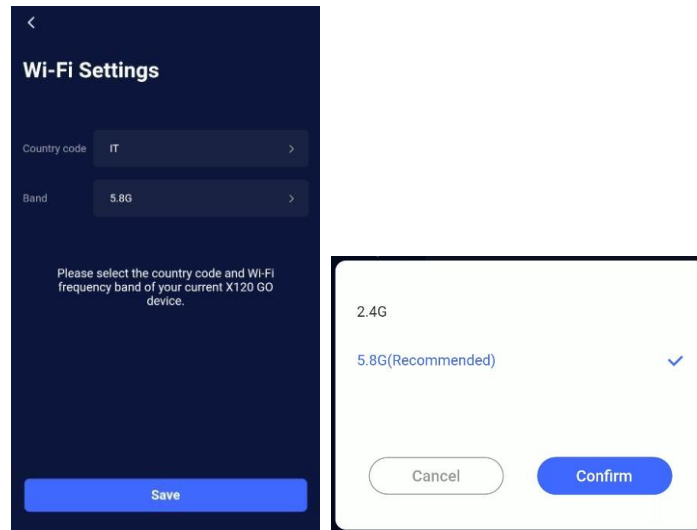 Wi-Fi Settings
Country code IT
Band 5.8G
Please select the country code and Wi-Fi
frequency band of your current X120 GO
device.
Save
2.4G
5.8G(Recommended)
Cancel Confirm